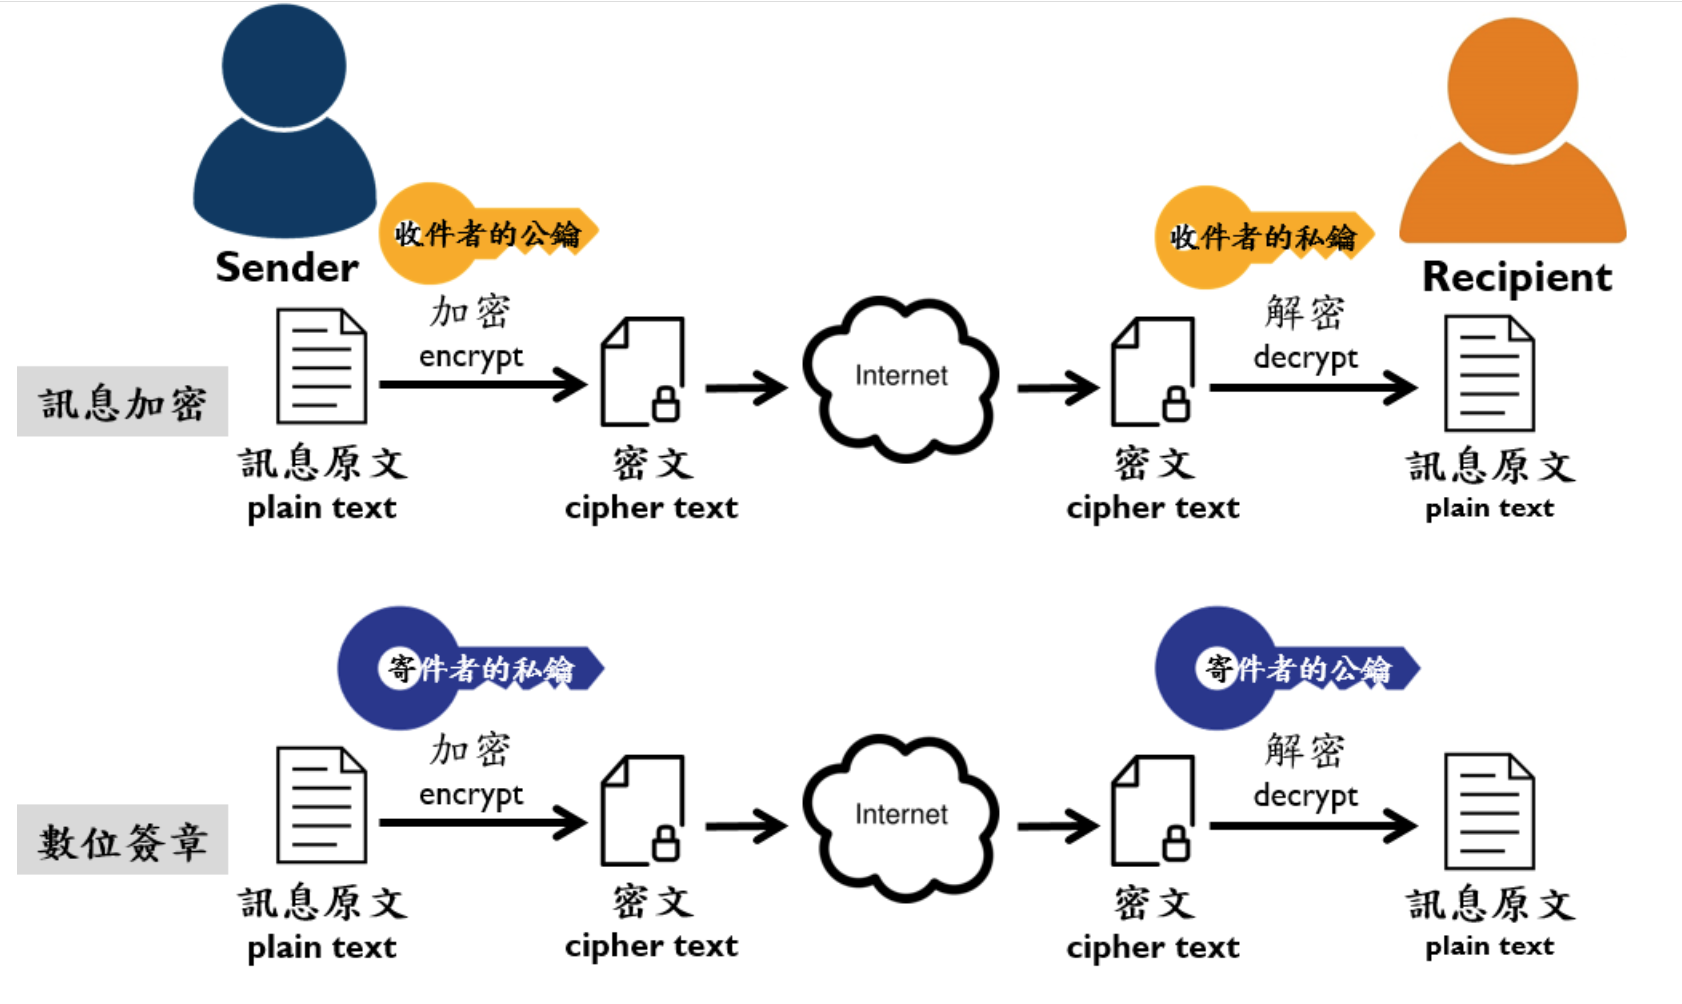 Sender
收件者的公鑰
收件者的私鑰
Recipient
訊息加密
加密
encrypt
Internet
解密
decrypt
訊息原文
plain text
密文
cipher text
密文
cipher text
訊息原文
plain text
寄件者的私鑰
寄件者的公鑰
數位簽章
加密
encrypt
Internet
解密
decrypt
訊息原文
plain text
密文
cipher text
密文
cipher text
訊息原文
plain text